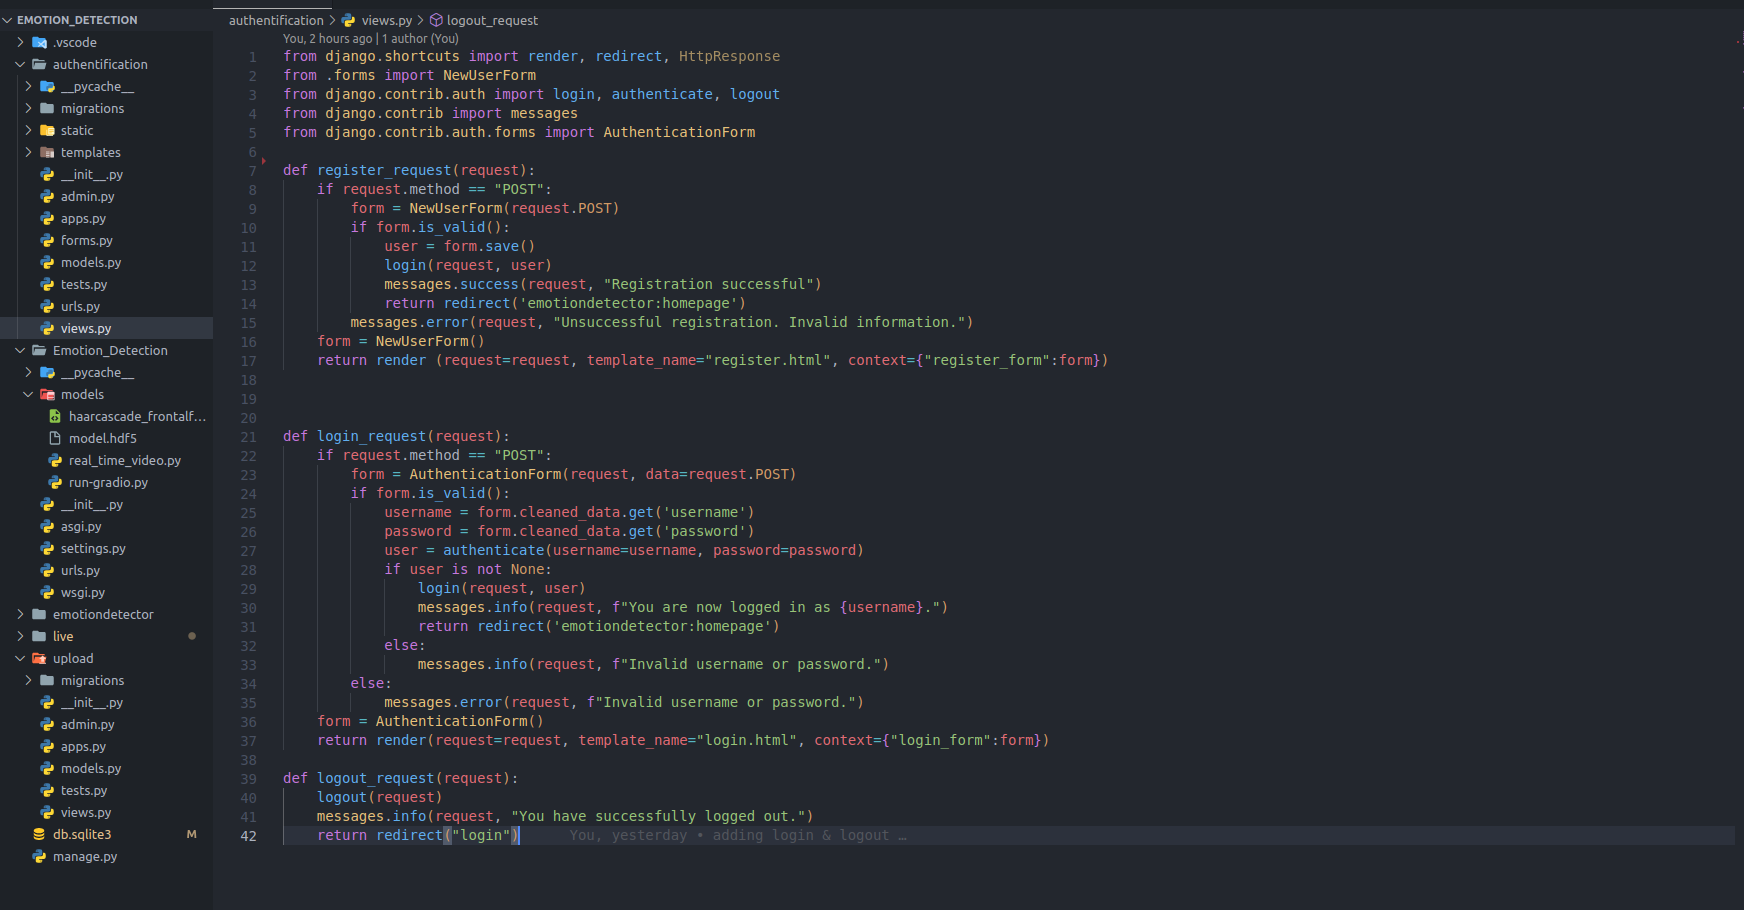 EMOTION_DETECTION
.vscode
authentification
__pycache__
migrations
static
templates
__init__.py
admin.py
apps.py
forms.py
models.py
tests.py
urls.py
views.py
Emotion_Detection
__pycache__
models
haarcascade_frontalf...
model.hdf5
real_time_video.py
run-gradio.py
__init__.py
asgi.py
settings.py
urls.py
wsgi.py
emotiondetector
live
upload
migrations
__init__.py
admin.py
apps.py
models.py
tests.py
views.py
db.sqlite3 M
manage.py
authentification > views.py > logout_request
You, 2 hours ago | 1 author (You)
1 from django.shortcuts import render, redirect, HttpResponse
2 from .forms import NewUserForm
3 from django.contrib.auth import login, authenticate, logout
4 from django.contrib import messages
5 from django.contrib.auth.forms import AuthenticationForm
6
7 def register_request(request):
8 if request.method == "POST":
9 form = NewUserForm(request.POST)
10 if form.is_valid():
11 user = form.save()
12 login(request, user)
13 messages.success(request, "Registration successful")
14 return redirect('emotiondetector:homepage')
15 messages.error(request, "Unsuccessful registration. Invalid information.")
16 form = NewUserForm()
17 return render (request=request, template_name="register.html", context={"register_form":form})
18
19
20
21 def login_request(request):
22 if request.method == "POST":
23 form = AuthenticationForm(request, data=request.POST)
24 if form.is_valid():
25 username = form.cleaned_data.get('username')
26 password = form.cleaned_data.get('password')
27 user = authenticate(username=username, password=password)
28 if user is not None:
29 login(request, user)
30 messages.info(request, f"You are now logged in as {username}.")
31 return redirect('emotiondetector:homepage')
32 else:
33 messages.info(request, f"Invalid username or password.")
34 else:
35 messages.error(request, f"Invalid username or password.")
36 form = AuthenticationForm()
37 return render(request=request, template_name="login.html", context={"login_form":form})
38
39 def logout_request(request):
40 logout(request)
41 messages.info(request, "You have successfully logged out.")
42 return redirect("login") You, yesterday • adding login & logout …